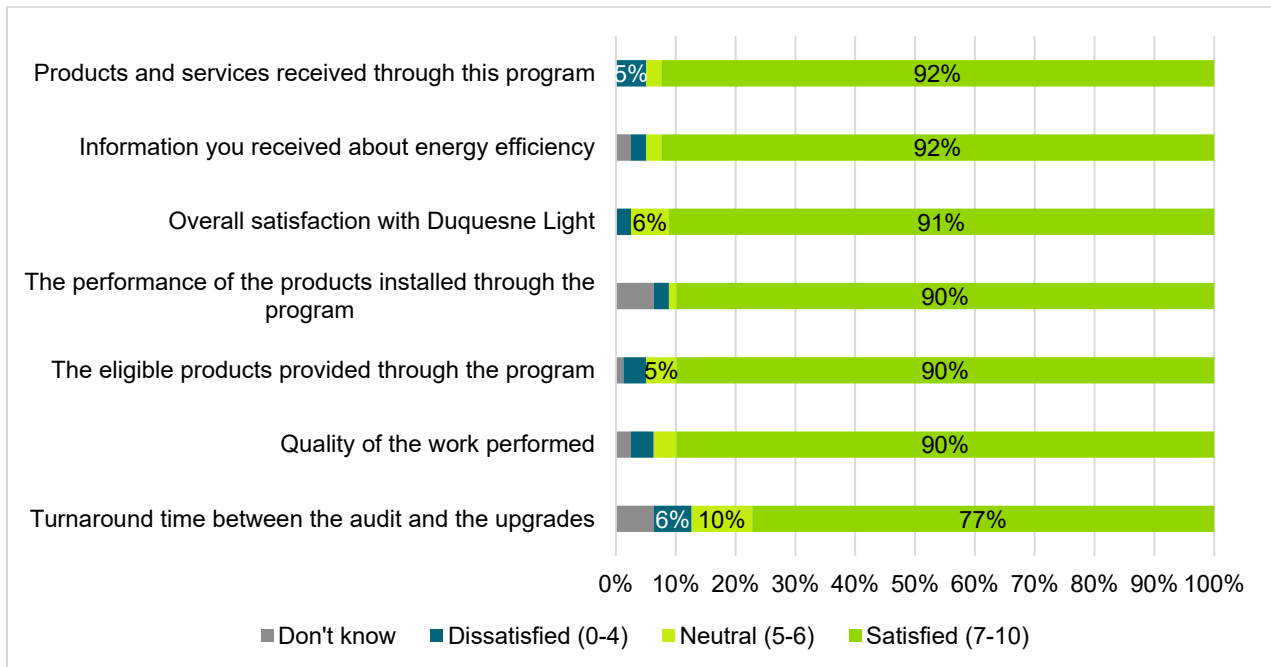 Products and services received through this program
5%
92%
Information you received about energy efficiency
92%
Overall satisfaction with Duquesne Light
6%
91%
The performance of the products installed through the
program
90%
The eligible products provided through the program
5%
90%
Quality of the work performed
90%
Turnaround time between the audit and the upgrades
6%
10%
77%
0% 10% 20% 30% 40% 50% 60% 70% 80% 90% 100%
Don't know Dissatisfied (0-4) Neutral (5-6) Satisfied (7-10)